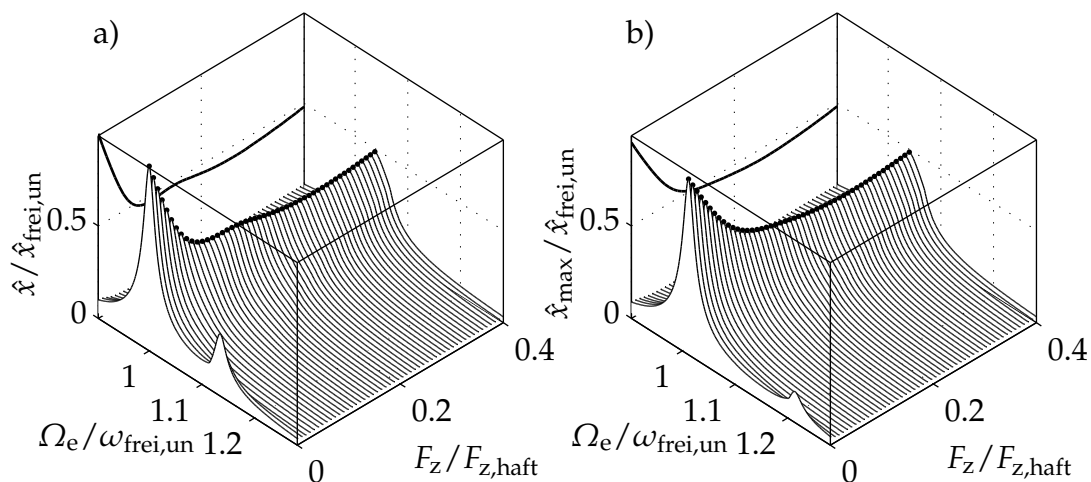 a)
x̂/x̂frei,un
0.5
0
1
1.1
1.2
Ωe/ωfrei,un
0
0.2
0.4
Fz/Fz,haft
b)
x̂max/x̂frei,un
0.5
0
1
1.1
1.2
Ωe/ωfrei,un
0
0.2
0.4
Fz/Fz,haft